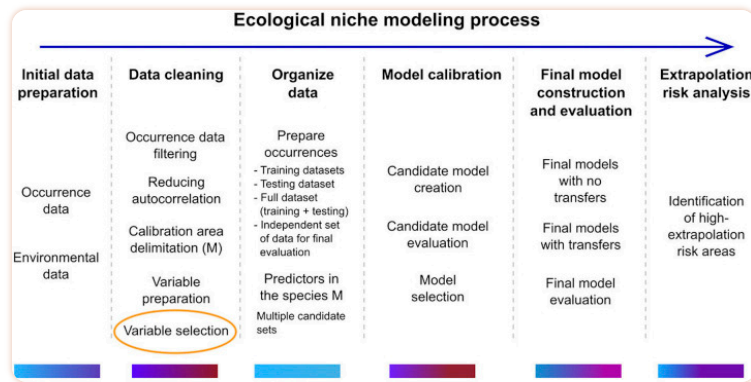 Ecological niche modeling process
Initial data
preparation
Occurrence
data
Environmental
data
Data cleaning
Occurrence data
filtering
Reducing
autocorrelation
Calibration area
delimitation (M)
Variable
preparation
Variable selection
Organize
data
Prepare
occurrences
- Training datasets
- Testing dataset
- Full dataset
(training + testing)
- Independent set
of data for final
evaluation
Predictors in
the species M
Multiple candidate
sets
Model calibration
Candidate model
creation
Candidate model
evaluation
Model
selection
Final model
construction
and evaluation
Final models
with no
transfers
Final models
with transfers
Final model
evaluation
Extrapolation
risk analysis
Identification
of high-
extrapolation
risk areas